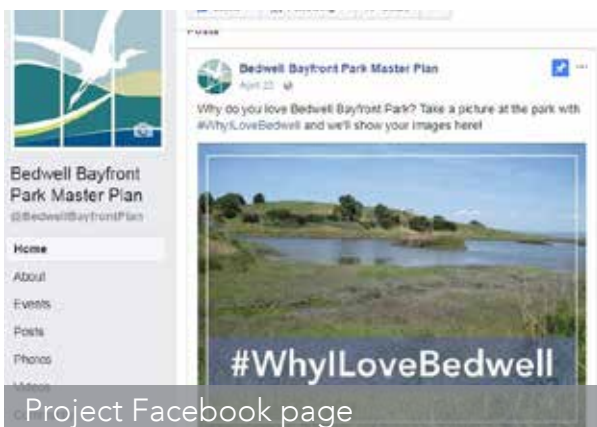 Posts
Bedwell Bayfront Park Master Plan
Why do you love Bedwell Bayfront Park? Take a picture at the park with
#WhyILoveBedwell and we'll show your images here!
Bedwell Bayfront
Park Master Plan
@BedwellBayfrontPlan
Home
About
Events
Posts
Photos
Videos
#WhyILoveBedwell
Project Facebook page